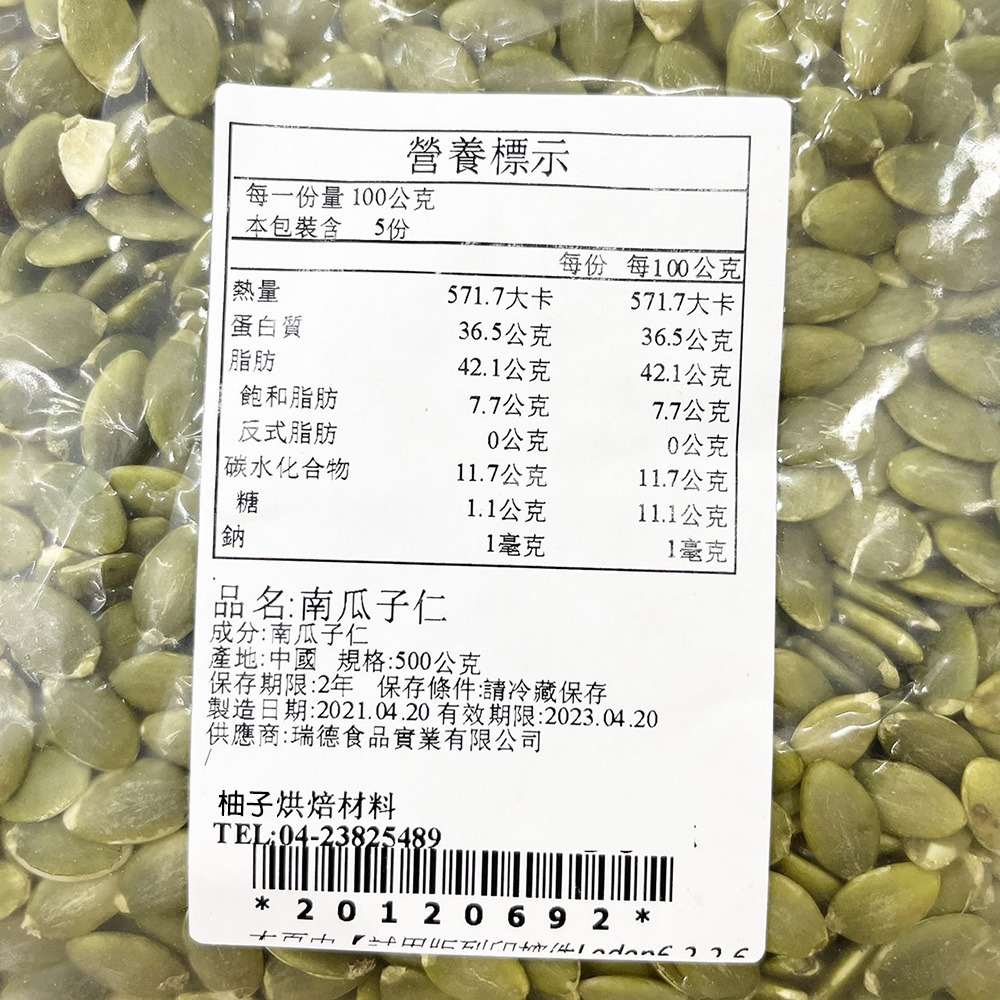 營養標示
每一份量 100公克
本包裝含 5份
每份 每100公克
熱量 571.7大卡 571.7大卡
蛋白質 36.5公克 36.5公克
脂肪 42.1公克 42.1公克
飽和脂肪 7.7公克 7.7公克
反式脂肪 0公克 0公克
碳水化合物 11.7公克 11.7公克
糖 1.1公克 11.1公克
鈉 1毫克 1毫克
品名:南瓜子仁
成分:南瓜子仁
產地:中國 規格:500公克
保存期限:2年 保存條件:請冷藏保存
製造日期:2021.04.20 有效期限:2023.04.20
供應商:瑞德食品實業有限公司
柚子烘焙材料
TEL:04-23825489
*20120692*